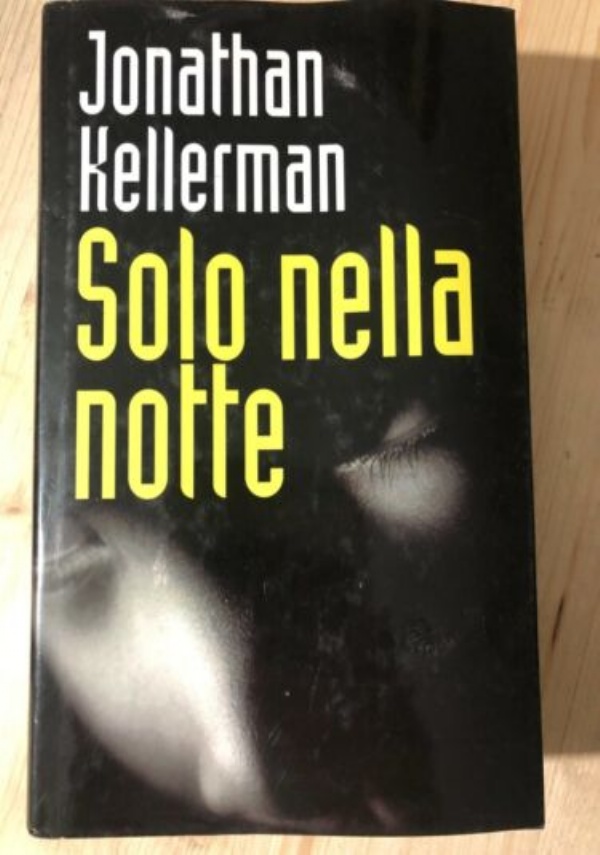 Jonathan
Kellerman
Solo nella
notte